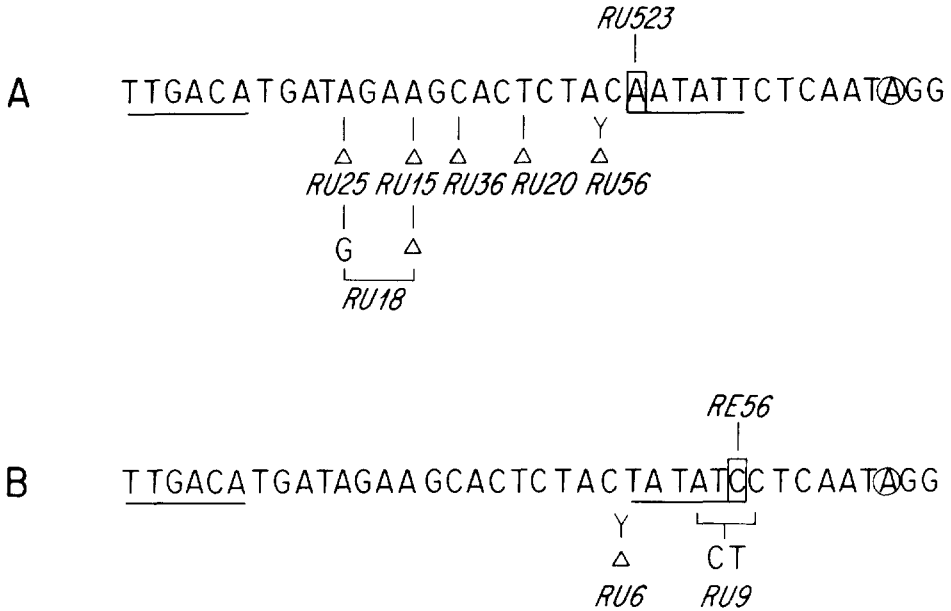 RU523
A TTGACATGATAGAAGCACTCTACAATATTCTCAATAGG
Y
Δ Δ Δ Δ Δ
RU25 RU15 RU36 RU20 RU56
G Δ
RU18
RE56
B TTGACATGATAGAAGCACTCTACTATATCCTCAATAGG
Y
Δ CT
RU6 RU9